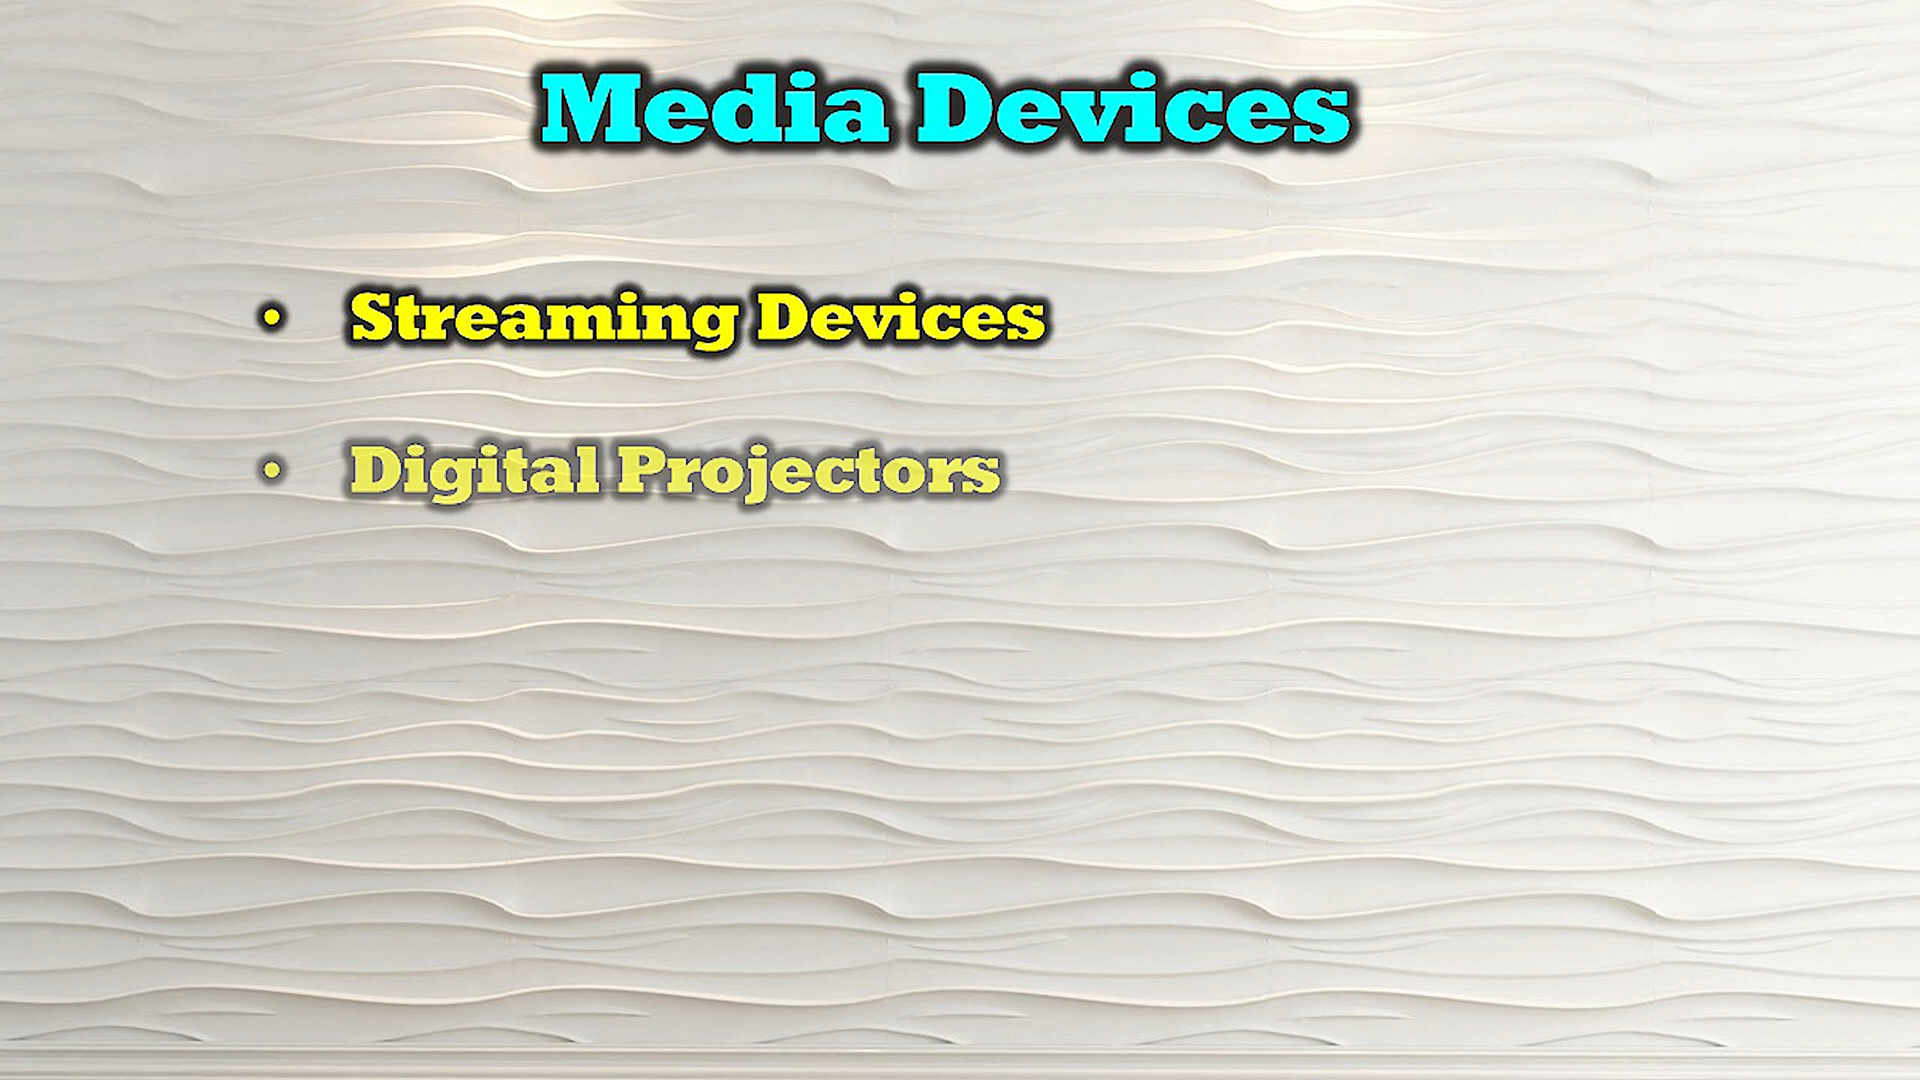 Media Devices
• Streaming Devices
• Digital Projectors